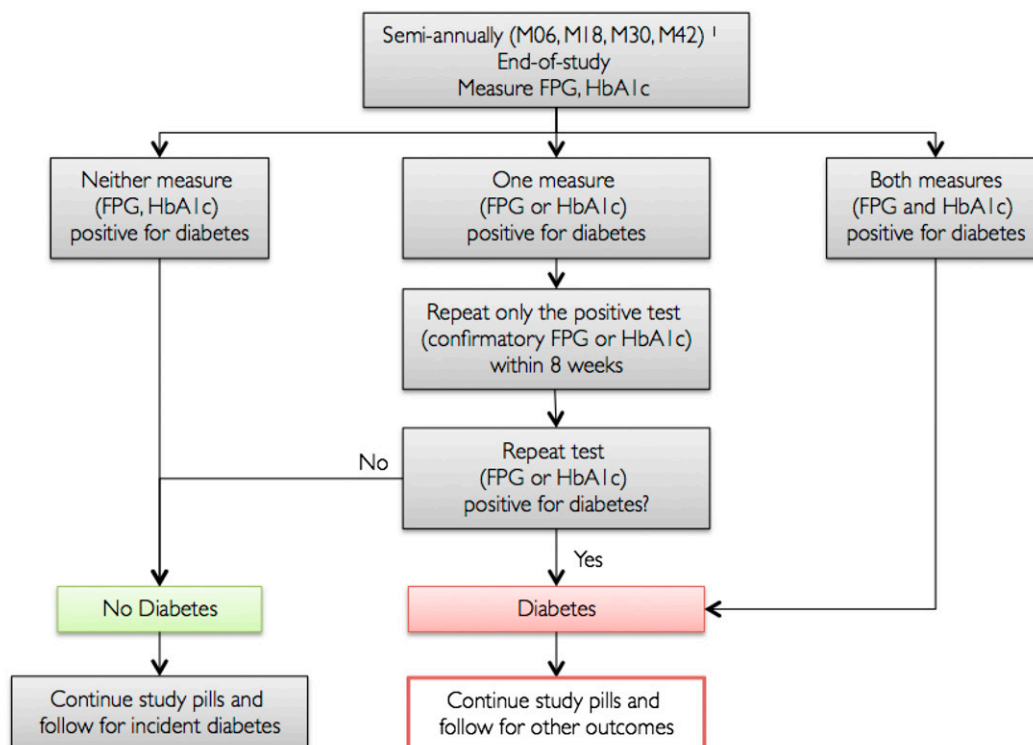 Semi-annually (M06, M18, M30, M42) ¹
End-of-study
Measure FPG, HbA1c
Neither measure
(FPG, HbA1c)
positive for diabetes
One measure
(FPG or HbA1c)
positive for diabetes
Both measures
(FPG and HbA1c)
positive for diabetes
Repeat only the positive test
(confirmatory FPG or HbA1c)
within 8 weeks
Repeat test
(FPG or HbA1c)
positive for diabetes?
No
Yes
No Diabetes
Diabetes
Continue study pills and
follow for incident diabetes
Continue study pills and
follow for other outcomes